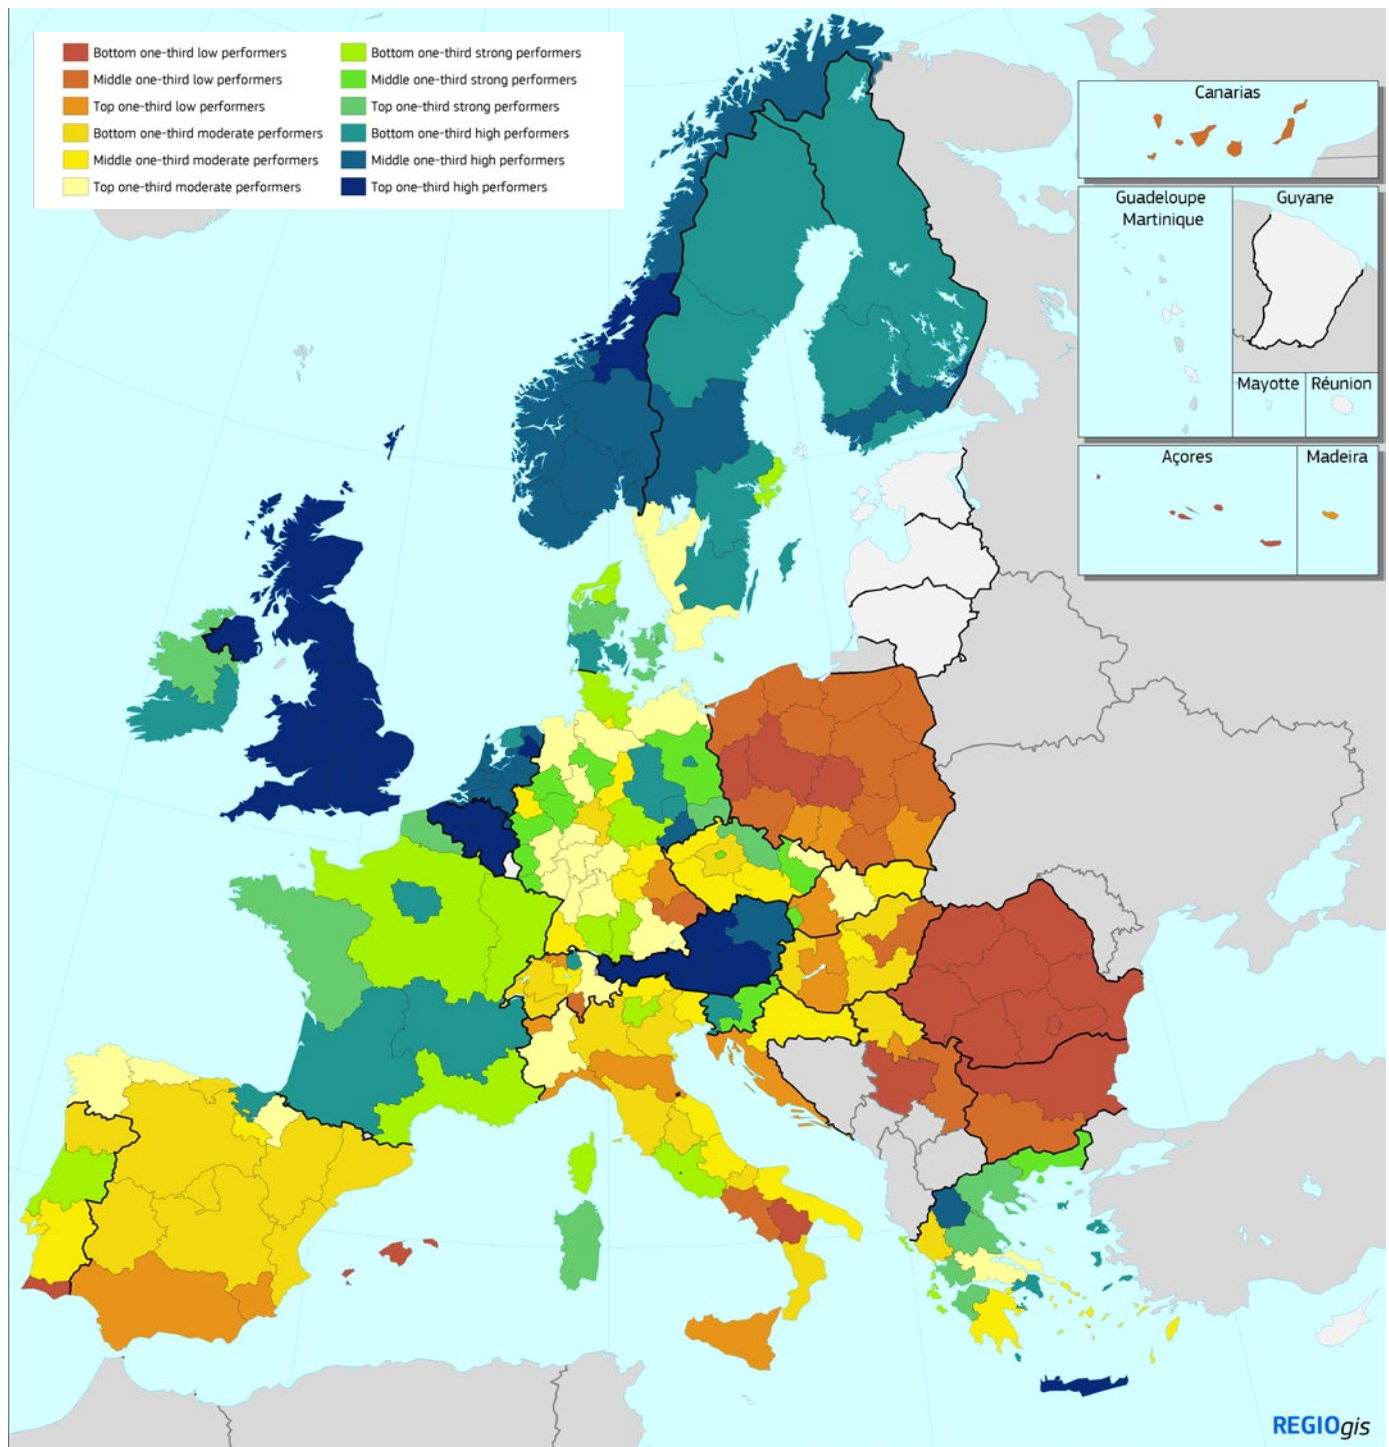 Bottom one-third low performers
Middle one-third low performers
Top one-third low performers
Bottom one-third moderate performers
Middle one-third moderate performers
Top one-third moderate performers
Bottom one-third strong performers
Middle one-third strong performers
Top one-third strong performers
Bottom one-third high performers
Middle one-third high performers
Top one-third high performers
Canarias
Guadeloupe
Martinique
Guyane
Mayotte
Réunion
Açores
Madeira
REGIOgis